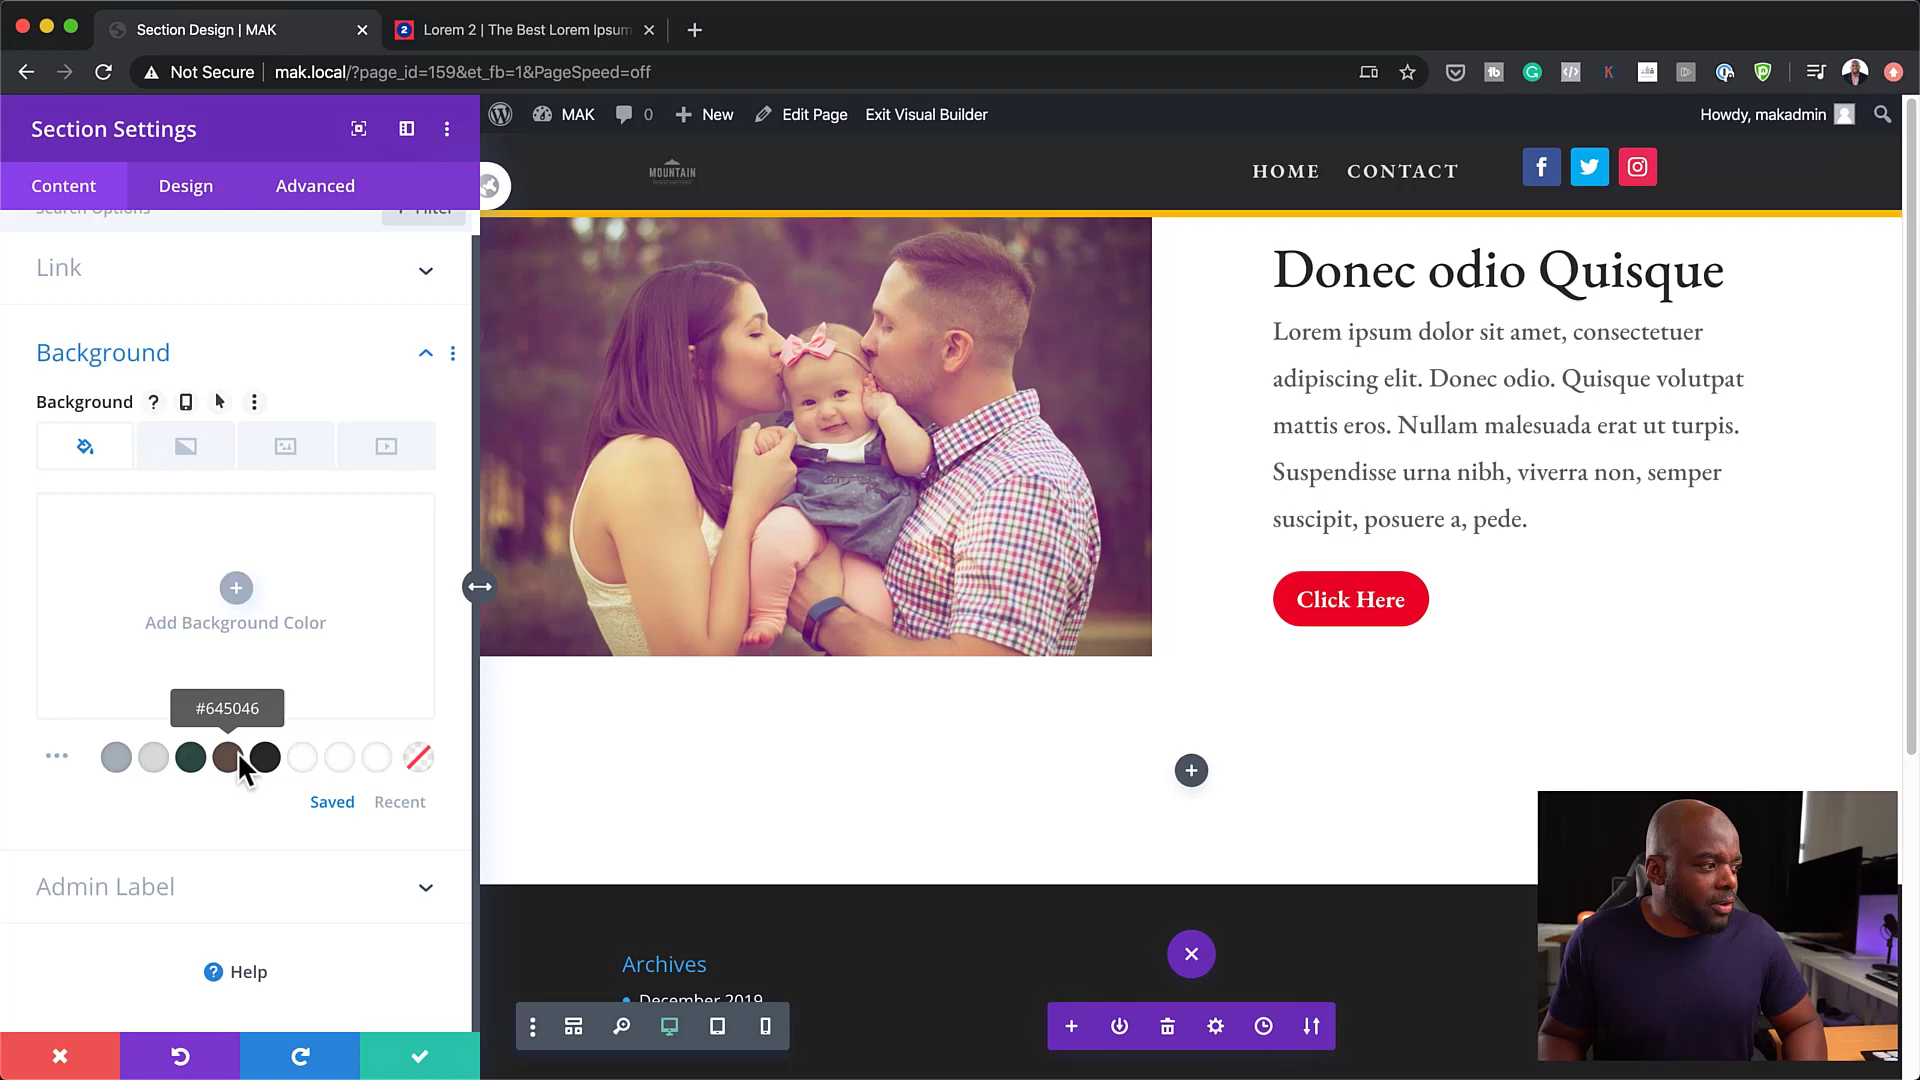 Section Design | MAK
2
Lorem 2 | The Best Lorem Ipsum
Not Secure
mak.local/?page_id=159&et_fb=1&PageSpeed=off
Section Settings
MAK
0
New
Edit Page
Exit Visual Builder
Howdy, makadmin
Content
Design
Advanced
MOUNTAIN
HOME
CONTACT
Search Options
+ Filter
Link
Background
Background
Add Background Color
#645046
Saved
Recent
Admin Label
Help
Donec odio Quisque
Lorem ipsum dolor sit amet, consectetuer
adipiscing elit. Donec odio. Quisque volutpat
mattis eros. Nullam malesuada erat ut turpis.
Suspendisse urna nibh, viverra non, semper
suscipit, posuere a, pede.
Click Here
Archives
December 2019